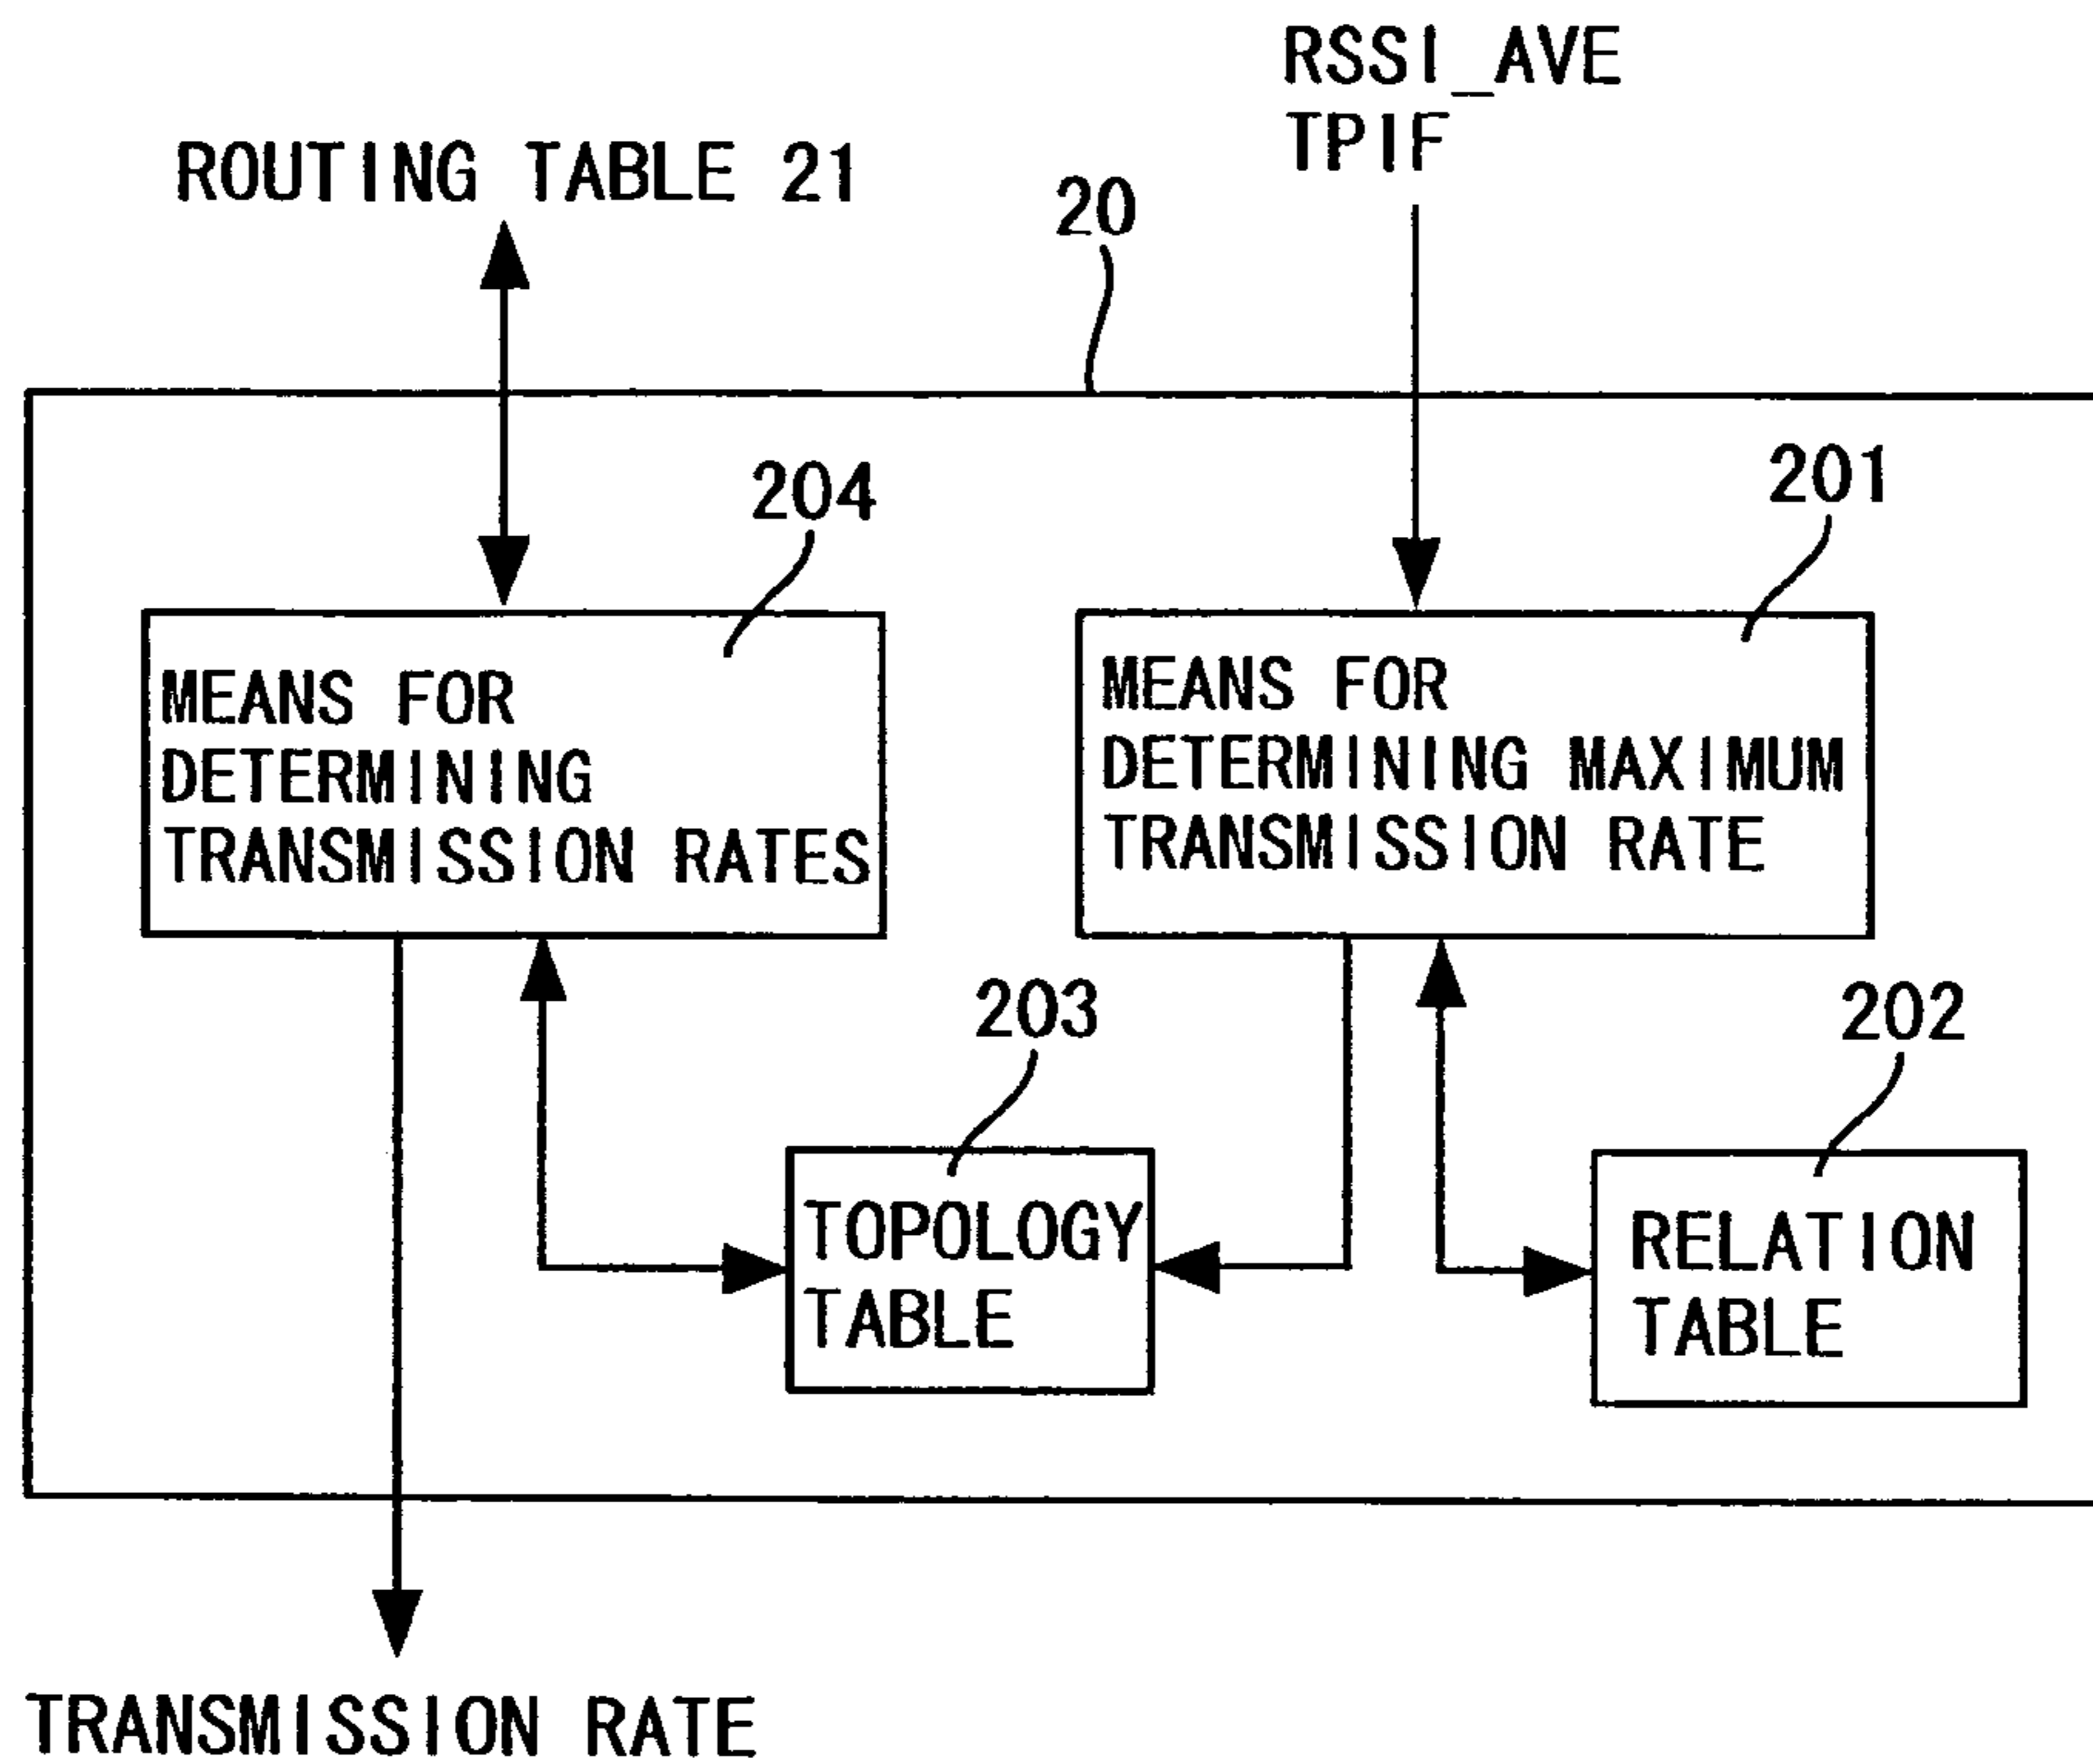 RSSI_AVE
TPIF
ROUTING TABLE 21
20
204
201
MEANS FOR
DETERMINING
TRANSMISSION RATES
MEANS FOR
DETERMINING MAXIMUM
TRANSMISSION RATE
203
202
TOPOLOGY
TABLE
RELATION
TABLE
TRANSMISSION RATE